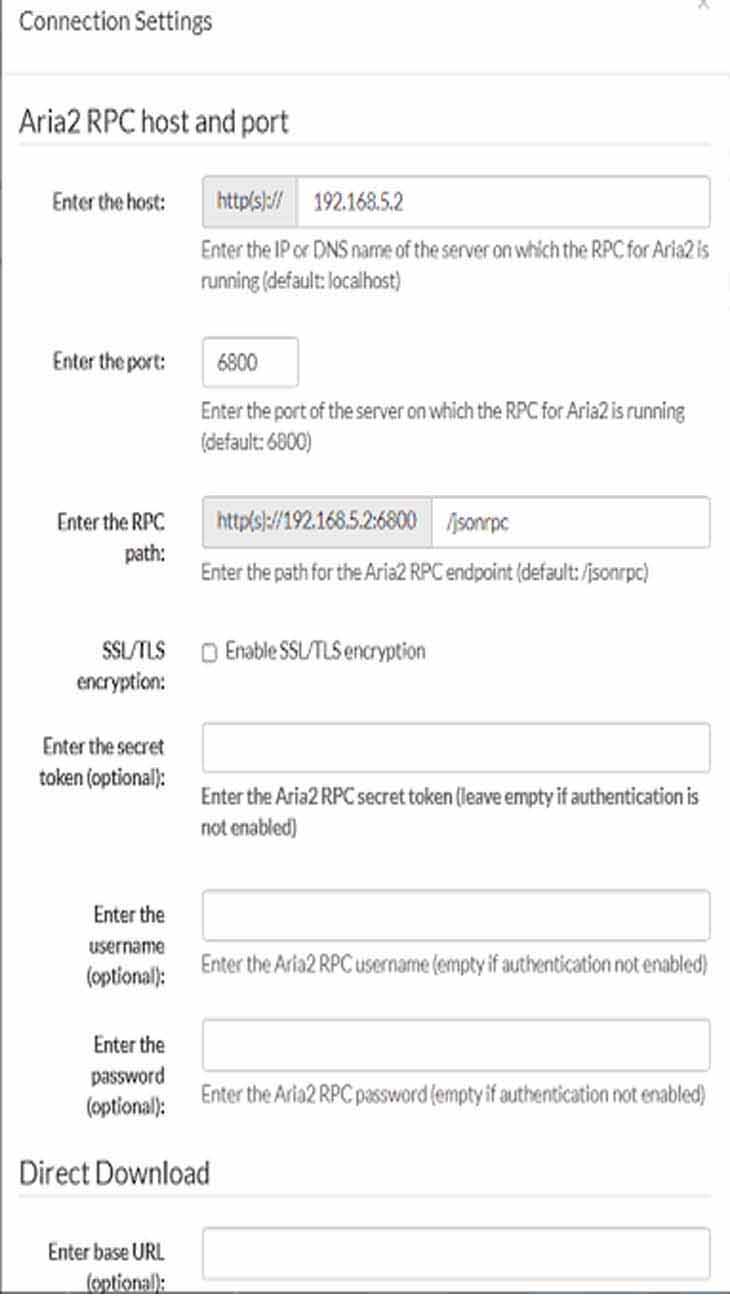 Connection Settings
x
Aria2 RPC host and port
Enter the host:
http(s)://
192.168.5.2
Enter the IP or DNS name of the server on which the RPC for Aria2 is
running (default: localhost)
Enter the port:
6800
Enter the port of the server on which the RPC for Aria2 is running
(default: 6800)
Enter the RPC
path:
http(s)://192.168.5.2:6800
/jsonrpc
Enter the path for the Aria2 RPC endpoint (default: /jsonrpc)
SSL/TLS
encryption:
Enable SSL/TLS encryption
Enter the secret
token (optional):
Enter the Aria2 RPC secret token (leave empty if authentication is
not enabled)
Enter the
username
(optional):
Enter the Aria2 RPC username (empty if authentication not enabled)
Enter the
password
(optional):
Enter the Aria2 RPC password (empty if authentication not enabled)
Direct Download
Enter base URL
(optional):